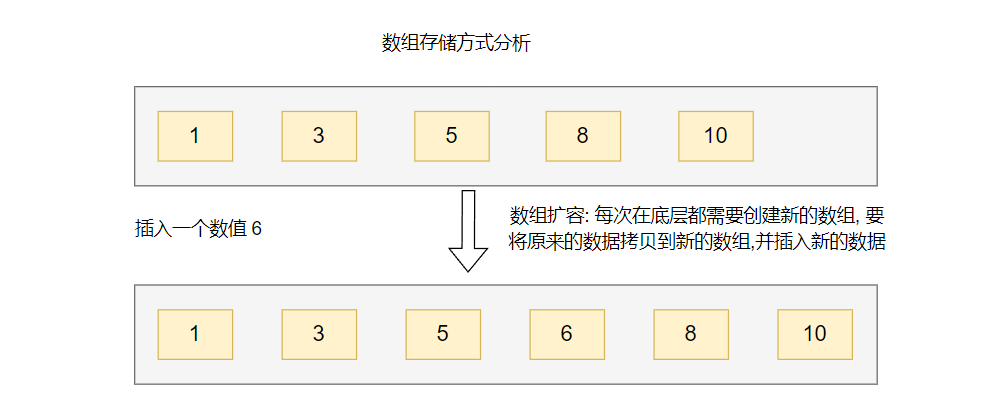 数组存储方式分析
1 3 5 8 10
插入一个数值 6
数组扩容: 每次在底层都需要创建新的数组, 要
将原来的数据拷贝到新的数组,并插入新的数据
1 3 5 6 8 10